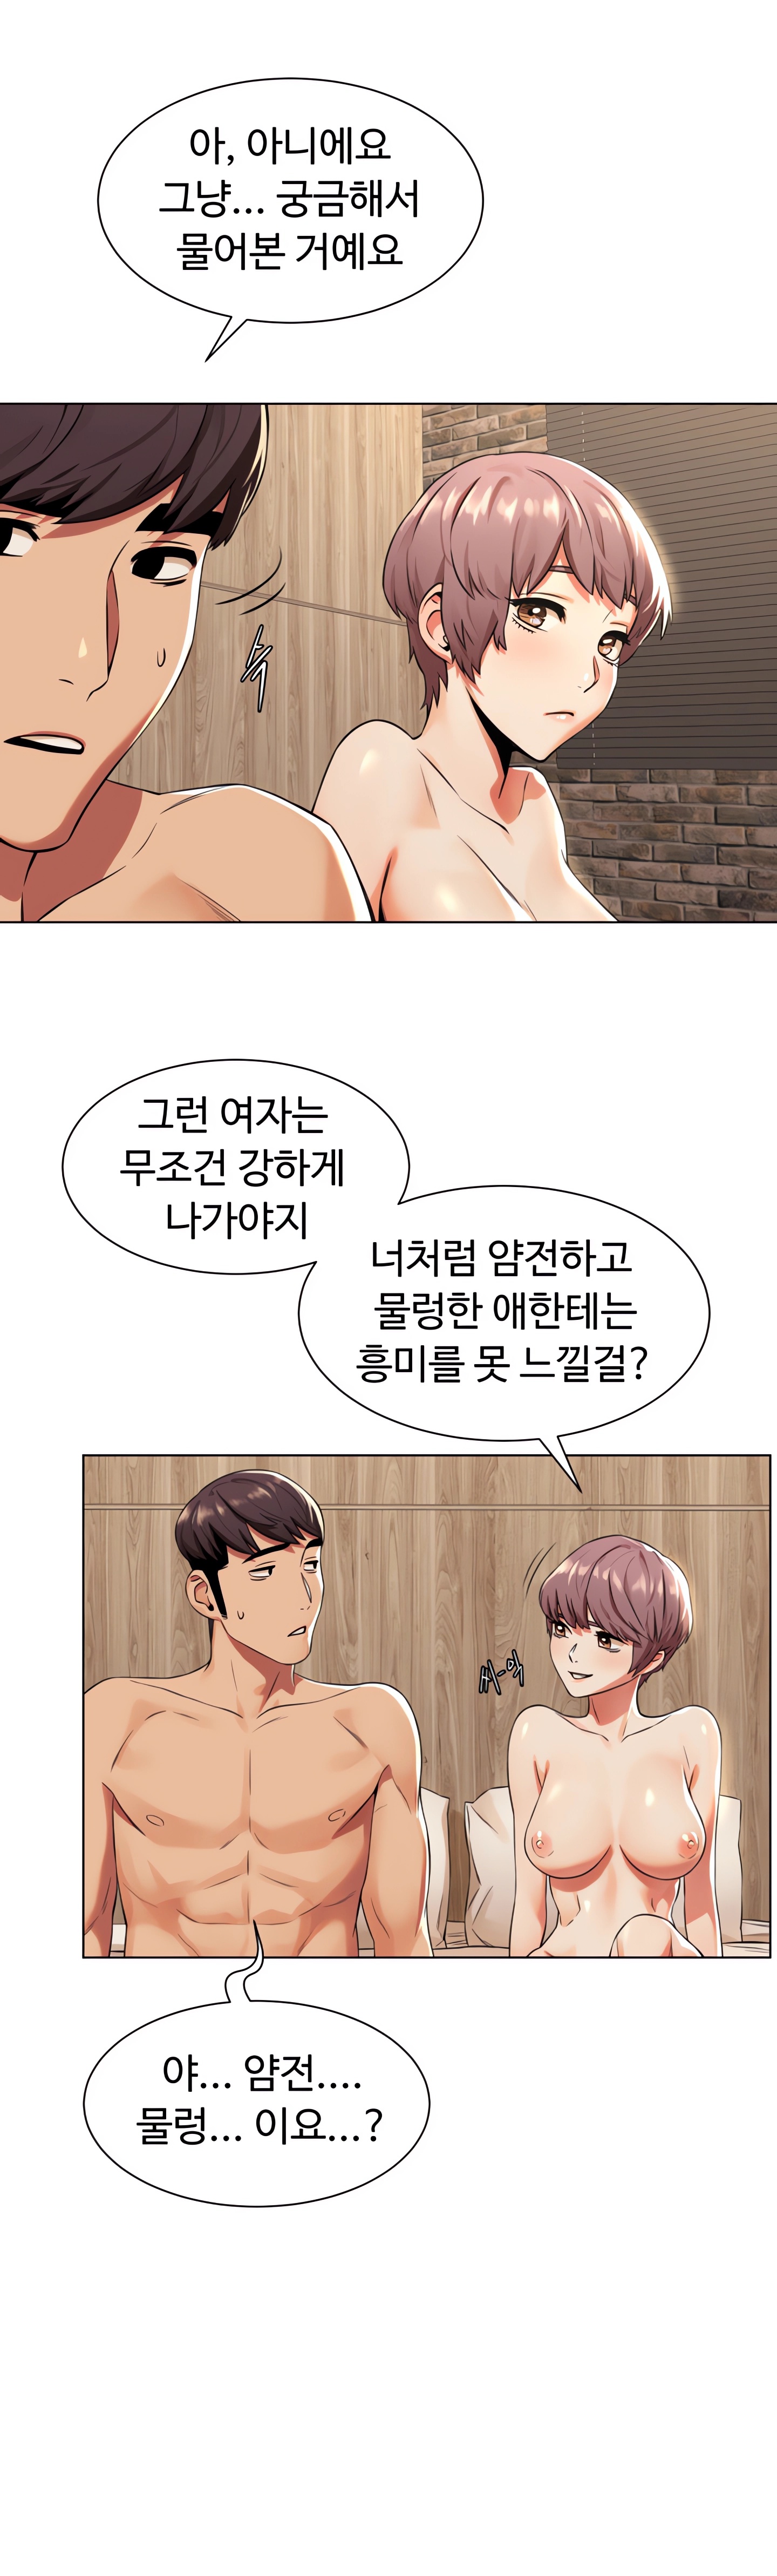 아, 아니에요
그냥... 궁금해서
물어본 거예요
슥
그런 여자는
무조건 강하게
나가야지
너처럼 얌전하고
물렁한 애한테는
흥미를 못 느낄걸?
씨-익
야... 얌전....
물렁... 이요...?